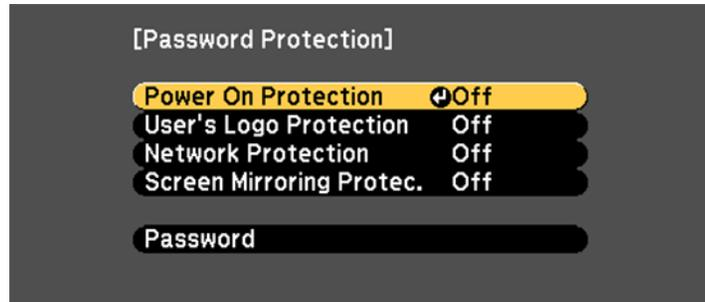 [Password Protection]
Power On Protection Off
User's Logo Protection Off
Network Protection Off
Screen Mirroring Protec. Off
Password